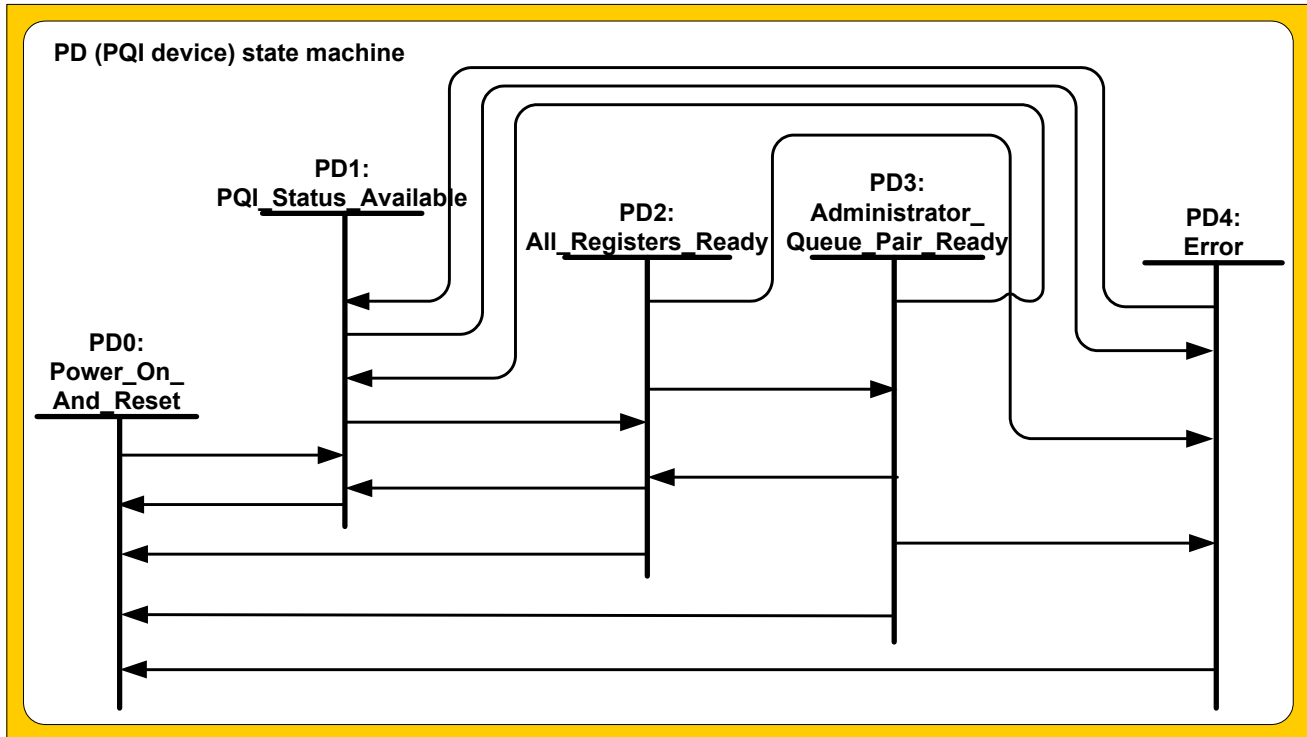 PD (PQI device) state machine
PD1:
PQI_Status_Available
PD2:
All_Registers_Ready
PD3:
Administrator_
Queue_Pair_Ready
PD4:
Error
PD0:
Power_On_
And_Reset